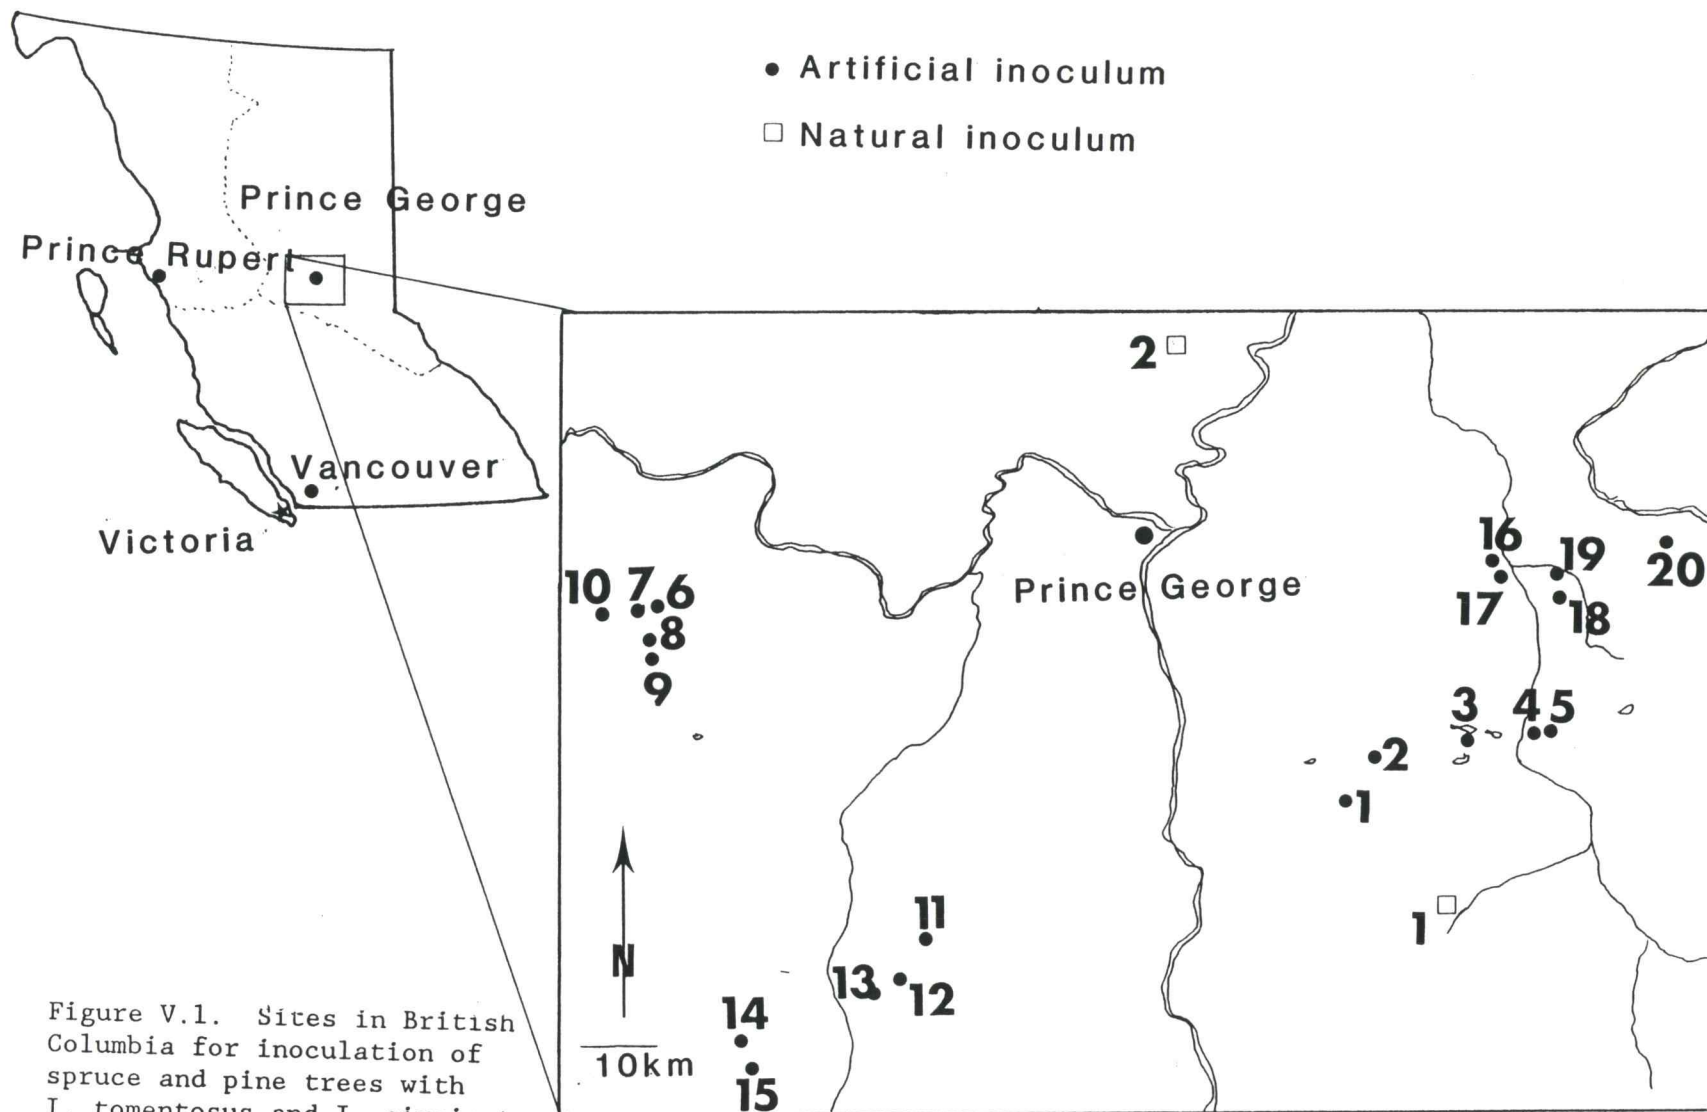 Artificial inoculum
Natural inoculum
Prince George
Prince Rupert
Vancouver
Victoria
2
Prince George
16
19
20
17
18
10 7 6
8
9
3 4 5
2
1
1
11
13 12
14
15
N
10km
Figure V.1. Sites in British
Columbia for inoculation of
spruce and pine trees with
I. tomentosus and I.